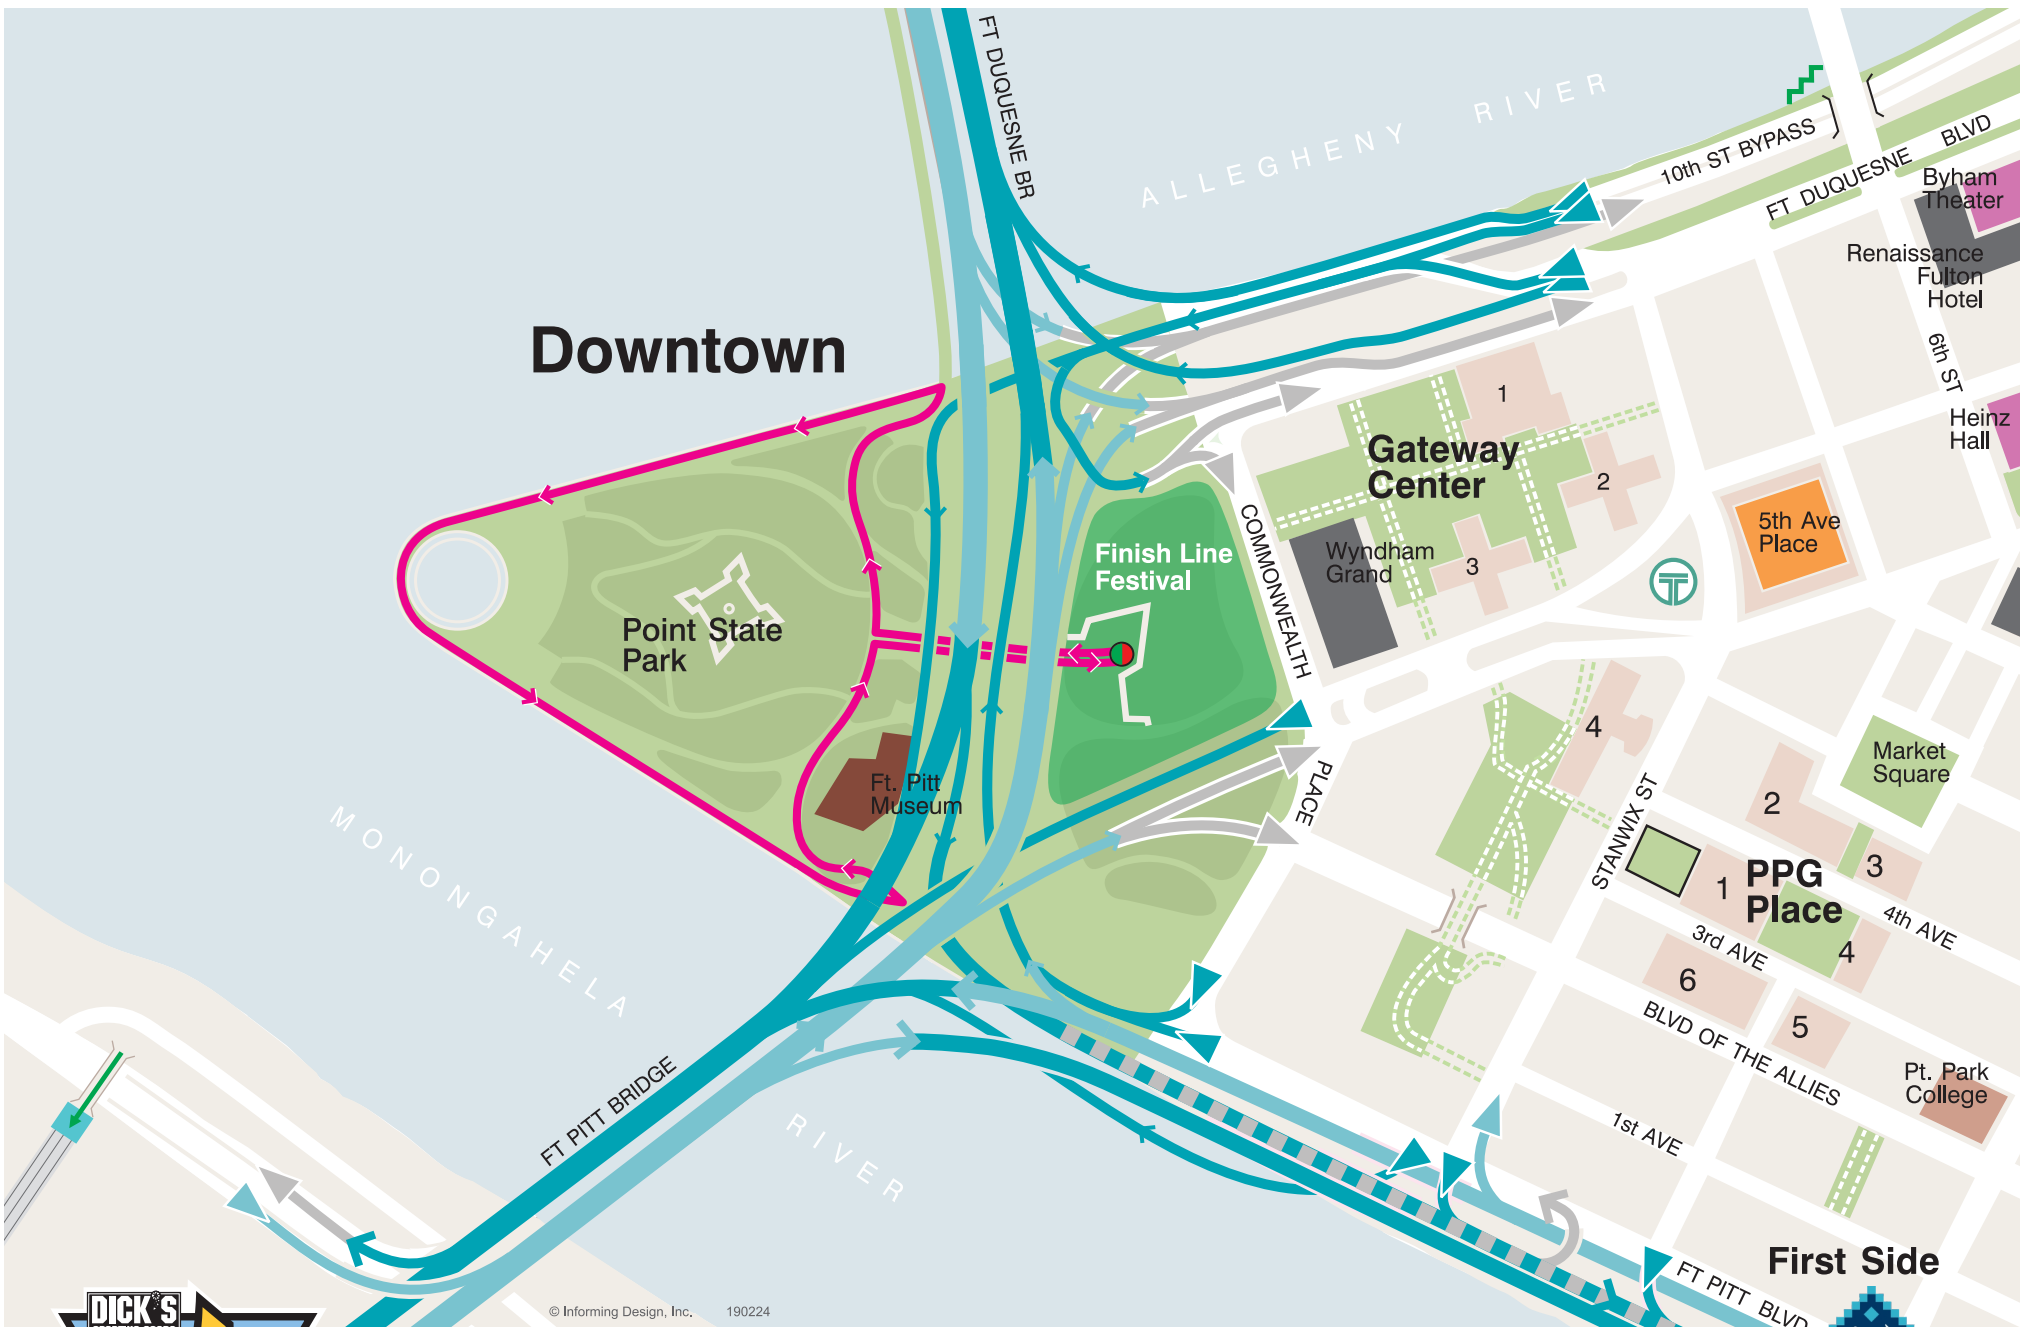 FT DUQUESNE BR
ALLEGHENY RIVER
10th ST BYPASS
FT DUQUESNE BLVD
Byham
Theater
Renaissance
Fulton
Hotel
6th ST
Heinz
Hall
Downtown
1
Gateway
Center
2
3
Wyndham
Grand
5th Ave
Place
COMMONWEALTH
PLACE
Finish Line
Festival
Point State
Park
Ft. Pitt
Museum
4
Market
Square
STANWIX ST
2
3
PPG
Place
1
4
4th AVE
3rd AVE
6
5
BLVD OF THE ALLIES
Pt. Park
College
1st AVE
MONONGAHELA
RIVER
FT PITT BRIDGE
First Side
FT PITT BLVD
DICK'S
© Informing Design, Inc. 190224